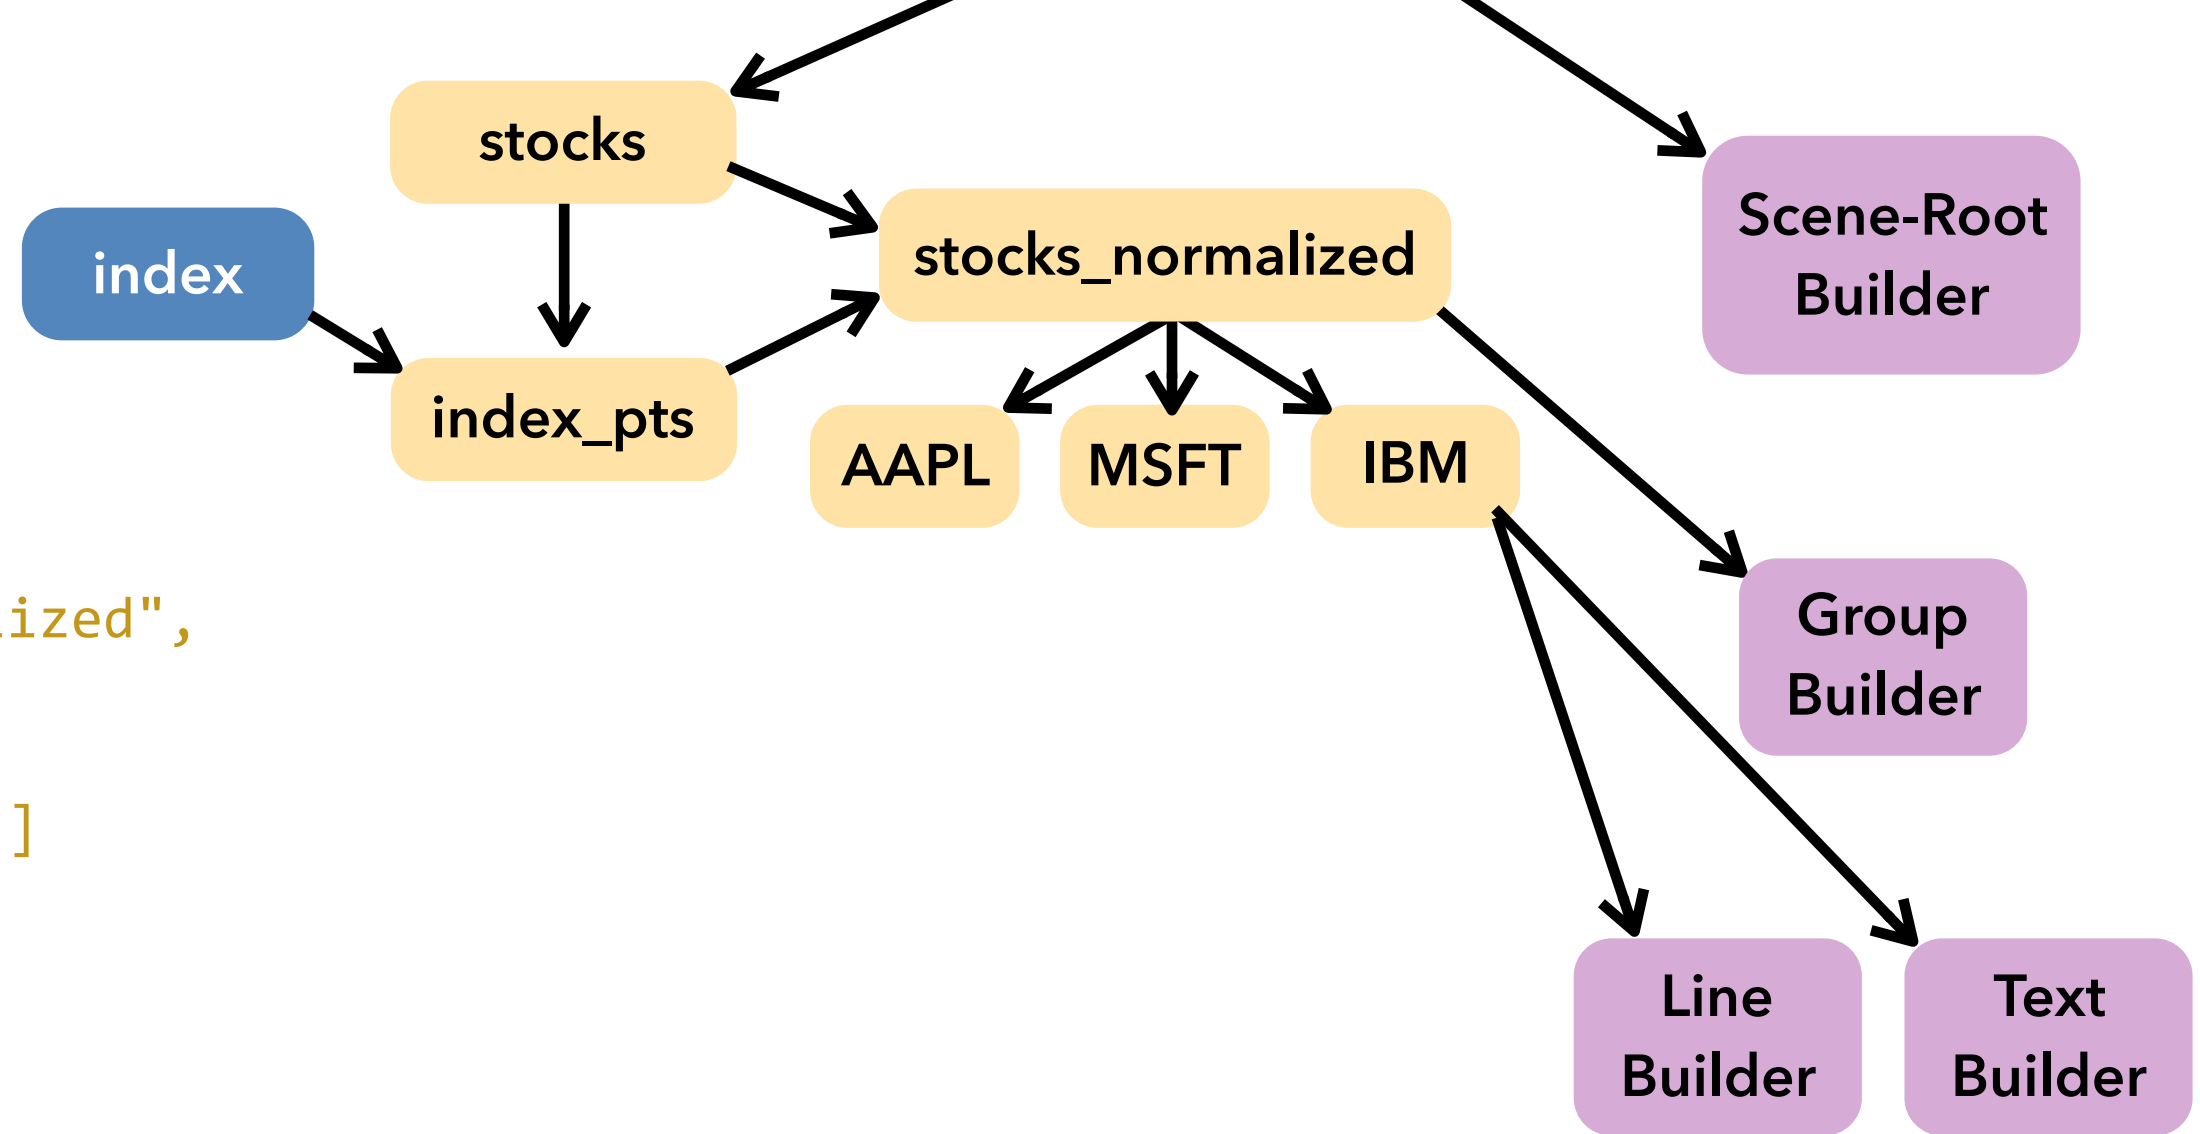 stocks
index
stocks_normalized
Scene-Root
Builder
index_pts
AAPL
MSFT
IBM
ized",
Group
Builder
]
Line
Builder
Text
Builder